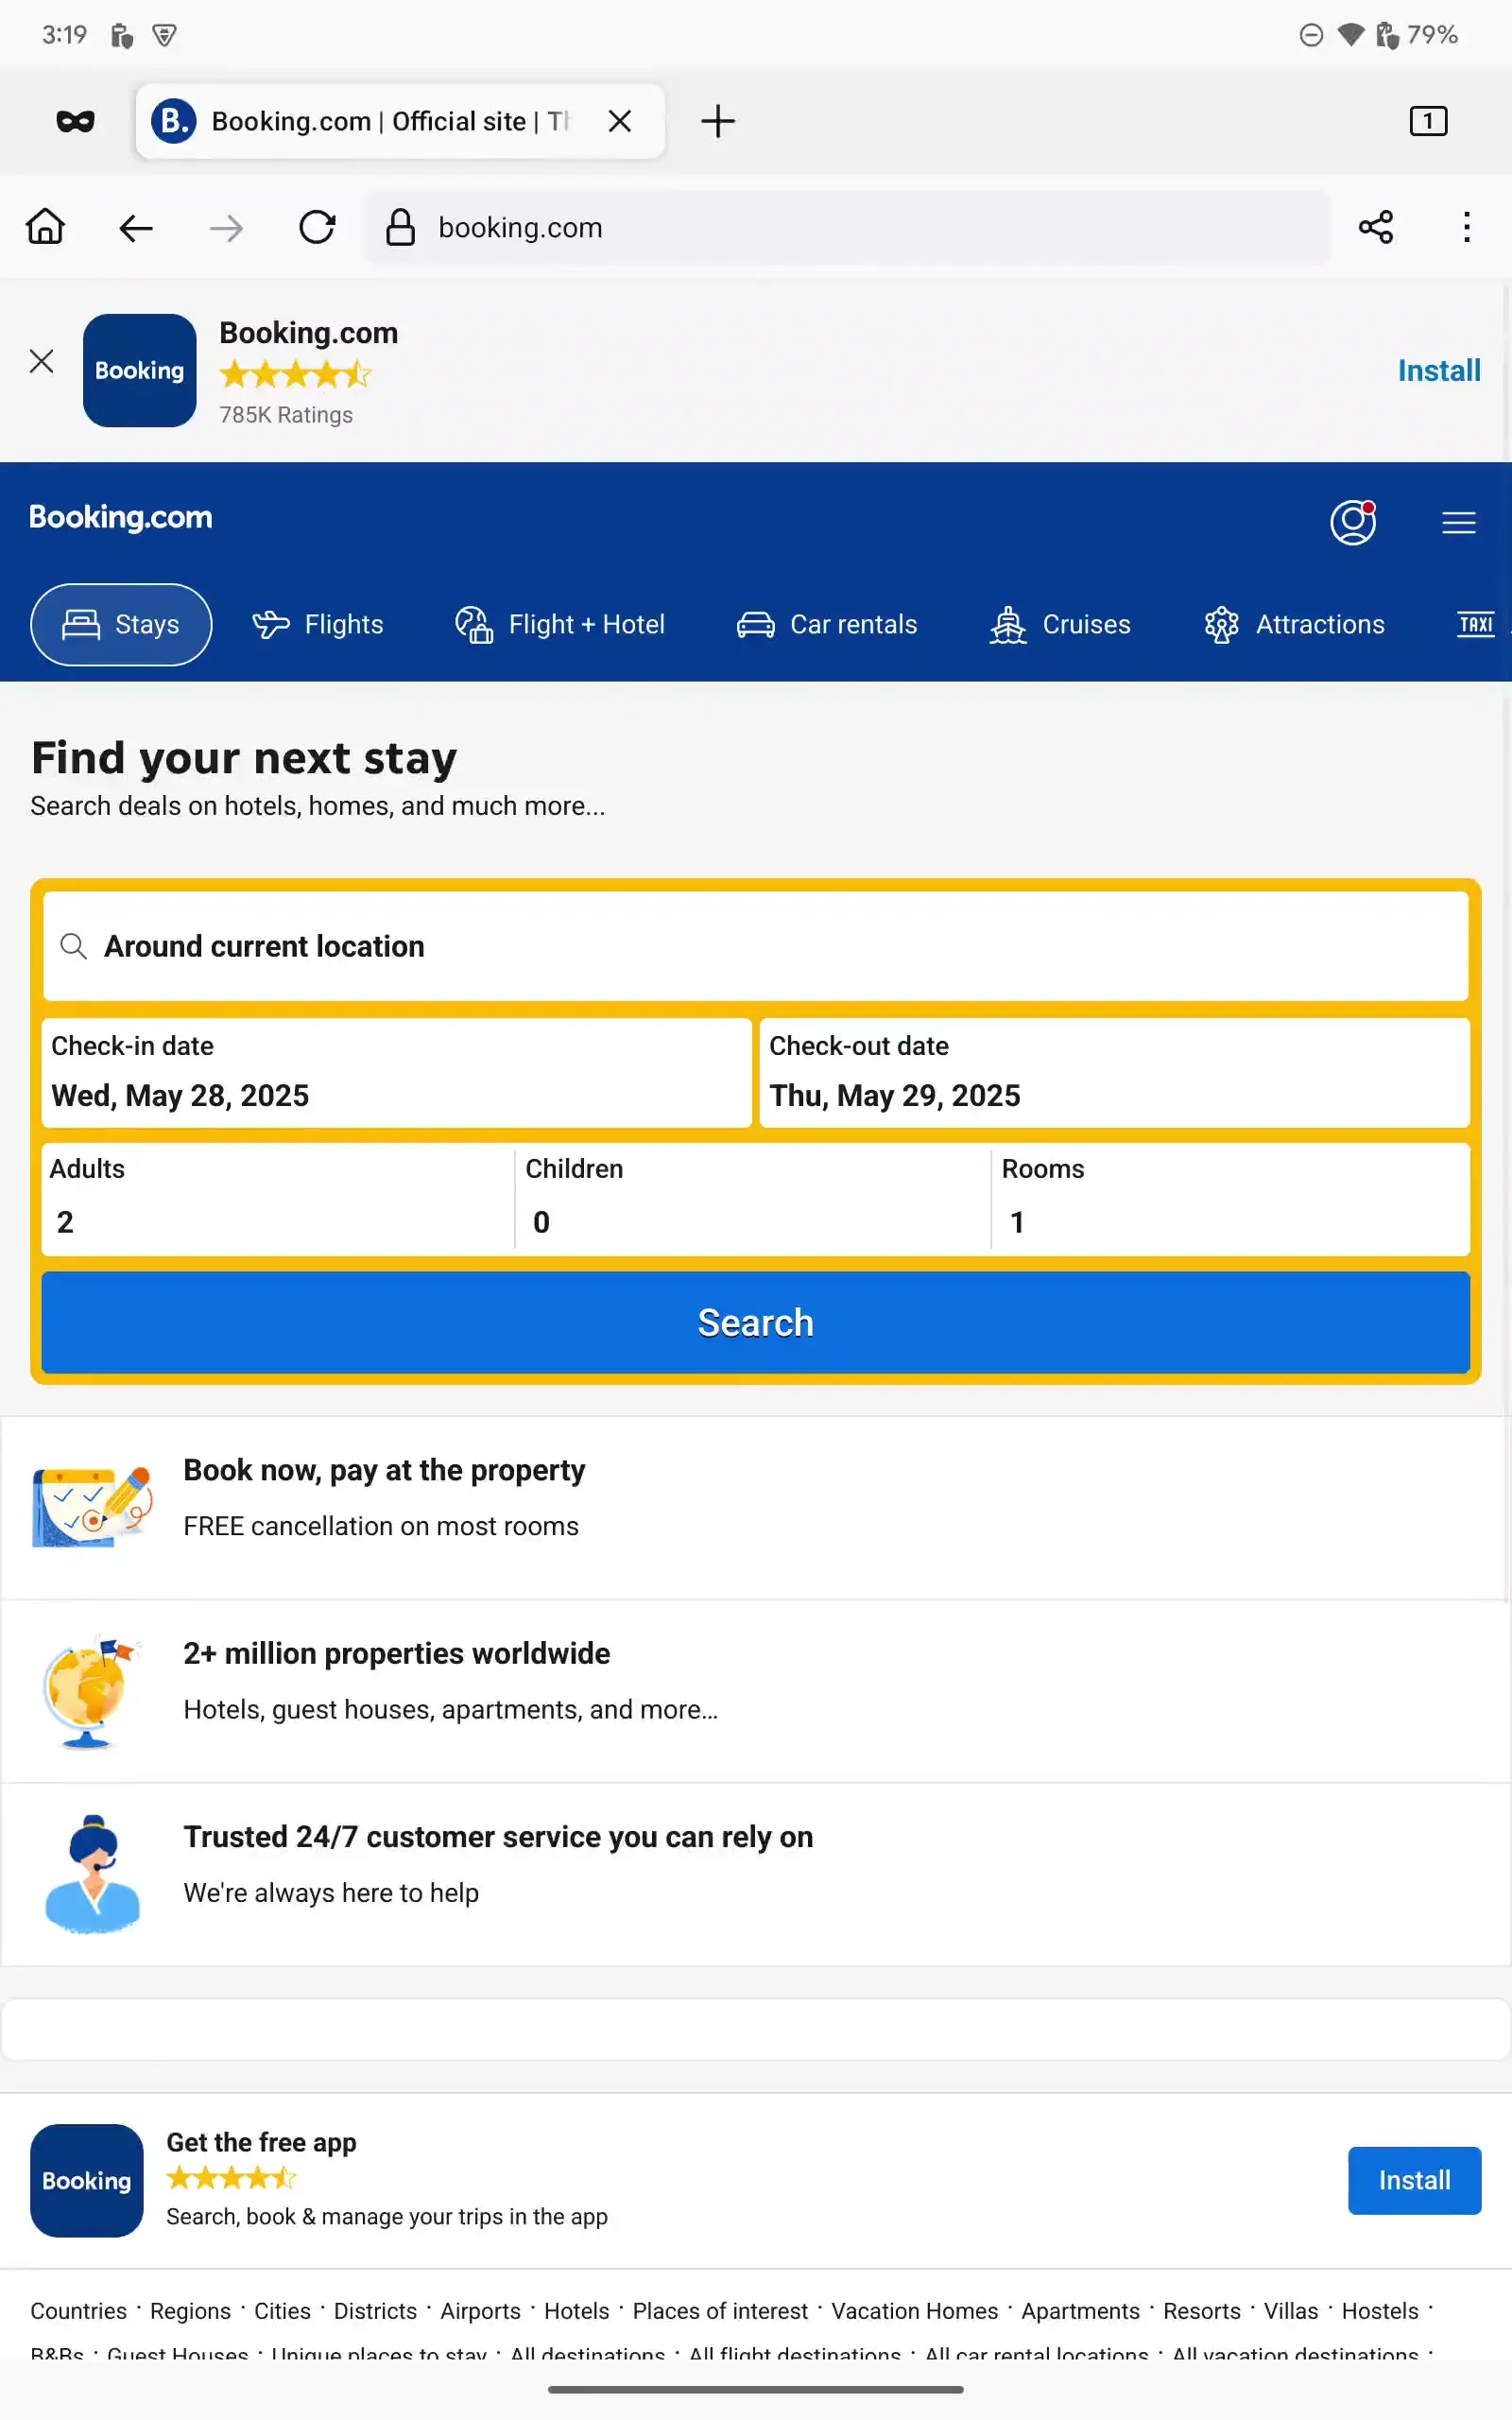 3:19
79%
B. Booking.com | Official site | Th
1
booking.com
Booking
Booking.com
785K Ratings
Install
Booking.com
Stays
Flights
Flight + Hotel
Car rentals
Cruises
Attractions
TAXI
Find your next stay
Search deals on hotels, homes, and much more...
Around current location
Check-in date
Wed, May 28, 2025
Check-out date
Thu, May 29, 2025
Adults
2
Children
0
Rooms
1
Search
Book now, pay at the property
FREE cancellation on most rooms
2+ million properties worldwide
Hotels, guest houses, apartments, and more…
Trusted 24/7 customer service you can rely on
We're always here to help
Booking
Get the free app
Search, book & manage your trips in the app
Install
Countries · Regions · Cities · Districts · Airports · Hotels · Places of interest · Vacation Homes · Apartments · Resorts · Villas · Hostels ·
B&Bs · Guest Houses · Unique places to stay · All destinations · All flight destinations · All car rental locations · All vacation destinations ·